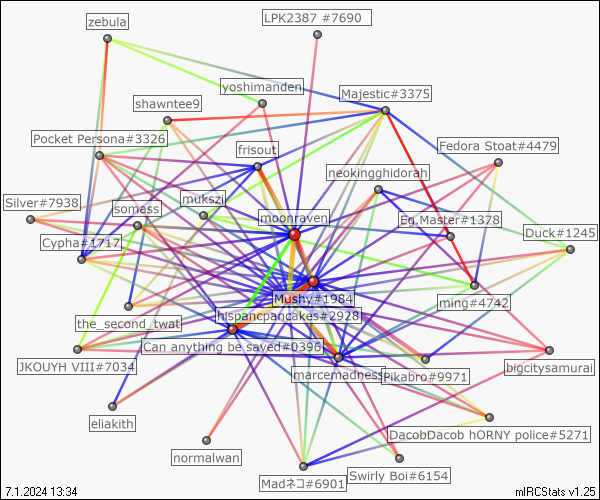 LPK2387 #7690
zebula
yoshimanden
Majestic#3375
shawntee9
Pocket Persona#3326
frisout
Fedora Stoat#4479
neokingghidorah
Silver#7938
somass
mukszii
moonraven
Eg.Master#1378
Duck#1245
Cypha#1717
Mushy#1984
ming#4742
the_second_twat
hispancpancakes#2928
Can anything be saved#0396
JKOUYH VIII#7034
marcemadness
Pikabro#9971
bigcitysamurai
eliakith
DacobDacob hORNY police#5271
normalwan
Madネコ#6901
Swirly Boi#6154
7.1.2024 13:34
mIRCStats v1.25